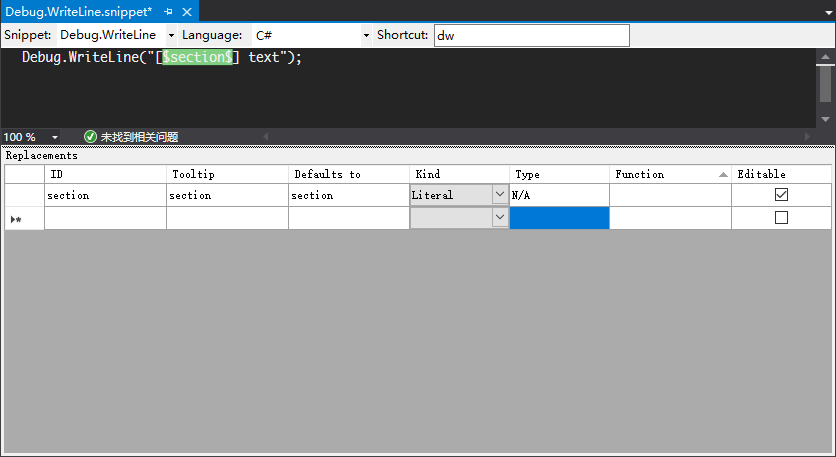 Debug.WriteLine.snippet*
Snippet: Debug.WriteLine Language: C# Shortcut: dw
Debug.WriteLine("[$section$] text");
100 % 未找到相关问题
Replacements
ID Tooltip Defaults to Kind Type Function Editable
section section section Literal N/A